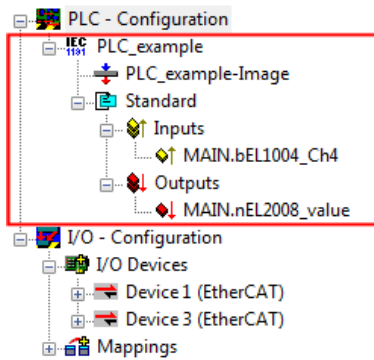 PLC - Configuration
IEC
1131
PLC_example
PLC_example-Image
Standard
Inputs
MAIN.bEL1004_Ch4
Outputs
MAIN.nEL2008_value
I/O - Configuration
I/O Devices
Device 1 (EtherCAT)
Device 3 (EtherCAT)
Mappings